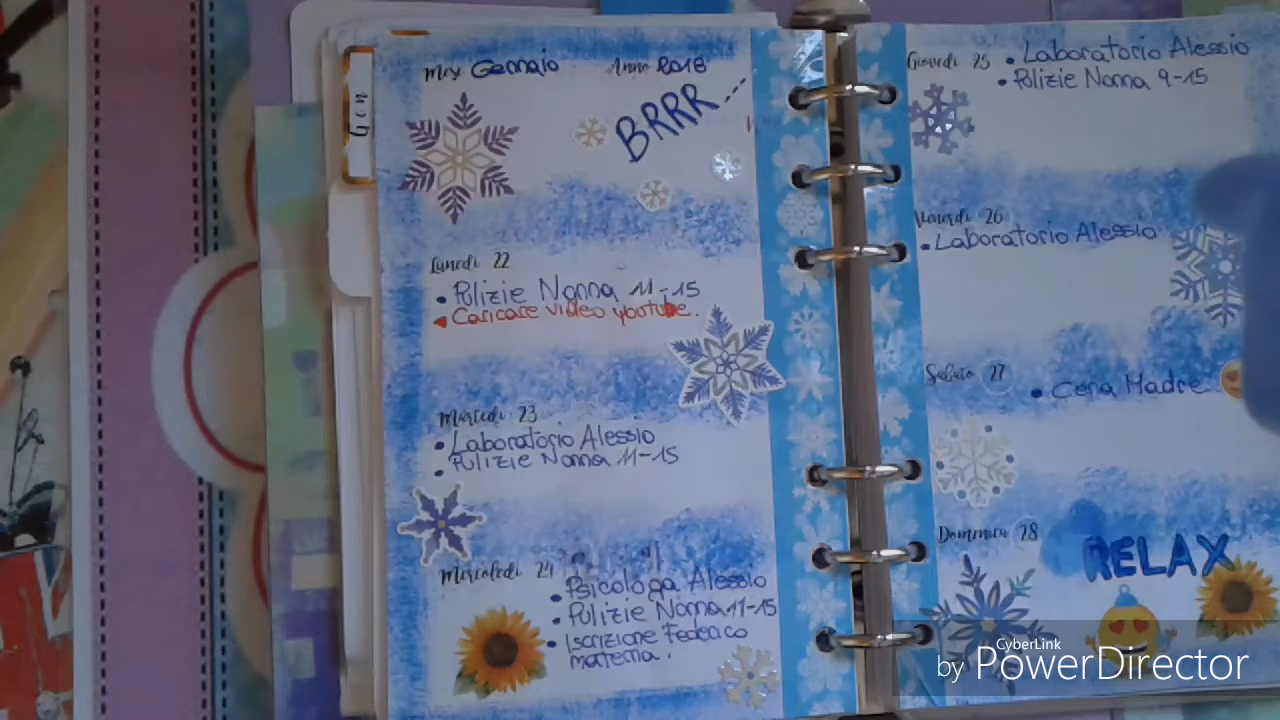 Gen
Mese Gennaio Anno 2018
BRRR
Lunedì 22
• Pulizie Nonna 11-15
Caricare video youtube.
Martedì 23
• Laboratorio Alessio
• Pulizie Nonna 11-15
Mercoledì 24
• Psicologa Alessio
• Pulizie Nonna 11-15
• Iscrizione Federico
materna.
Giovedì 25
• Laboratorio Alessio
• Pulizie Nonna 9-15
Venerdì 26
• Laboratorio Alessio
Sabato 27
• Cena Madre
Domenica 28
RELAX
CyberLink
by PowerDirector